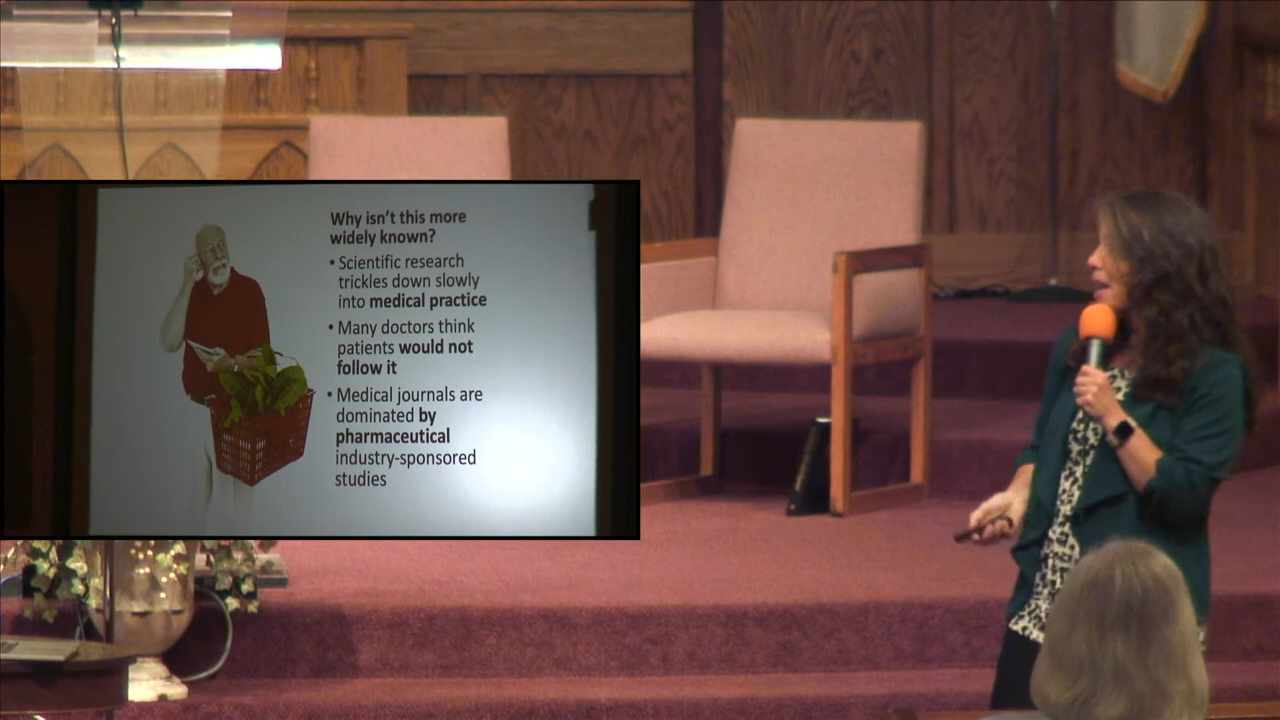 Why isn't this more
widely known?
• Scientific research
trickles down slowly
into medical practice
• Many doctors think
patients would not
follow it
• Medical journals are
dominated by
pharmaceutical
industry-sponsored
studies